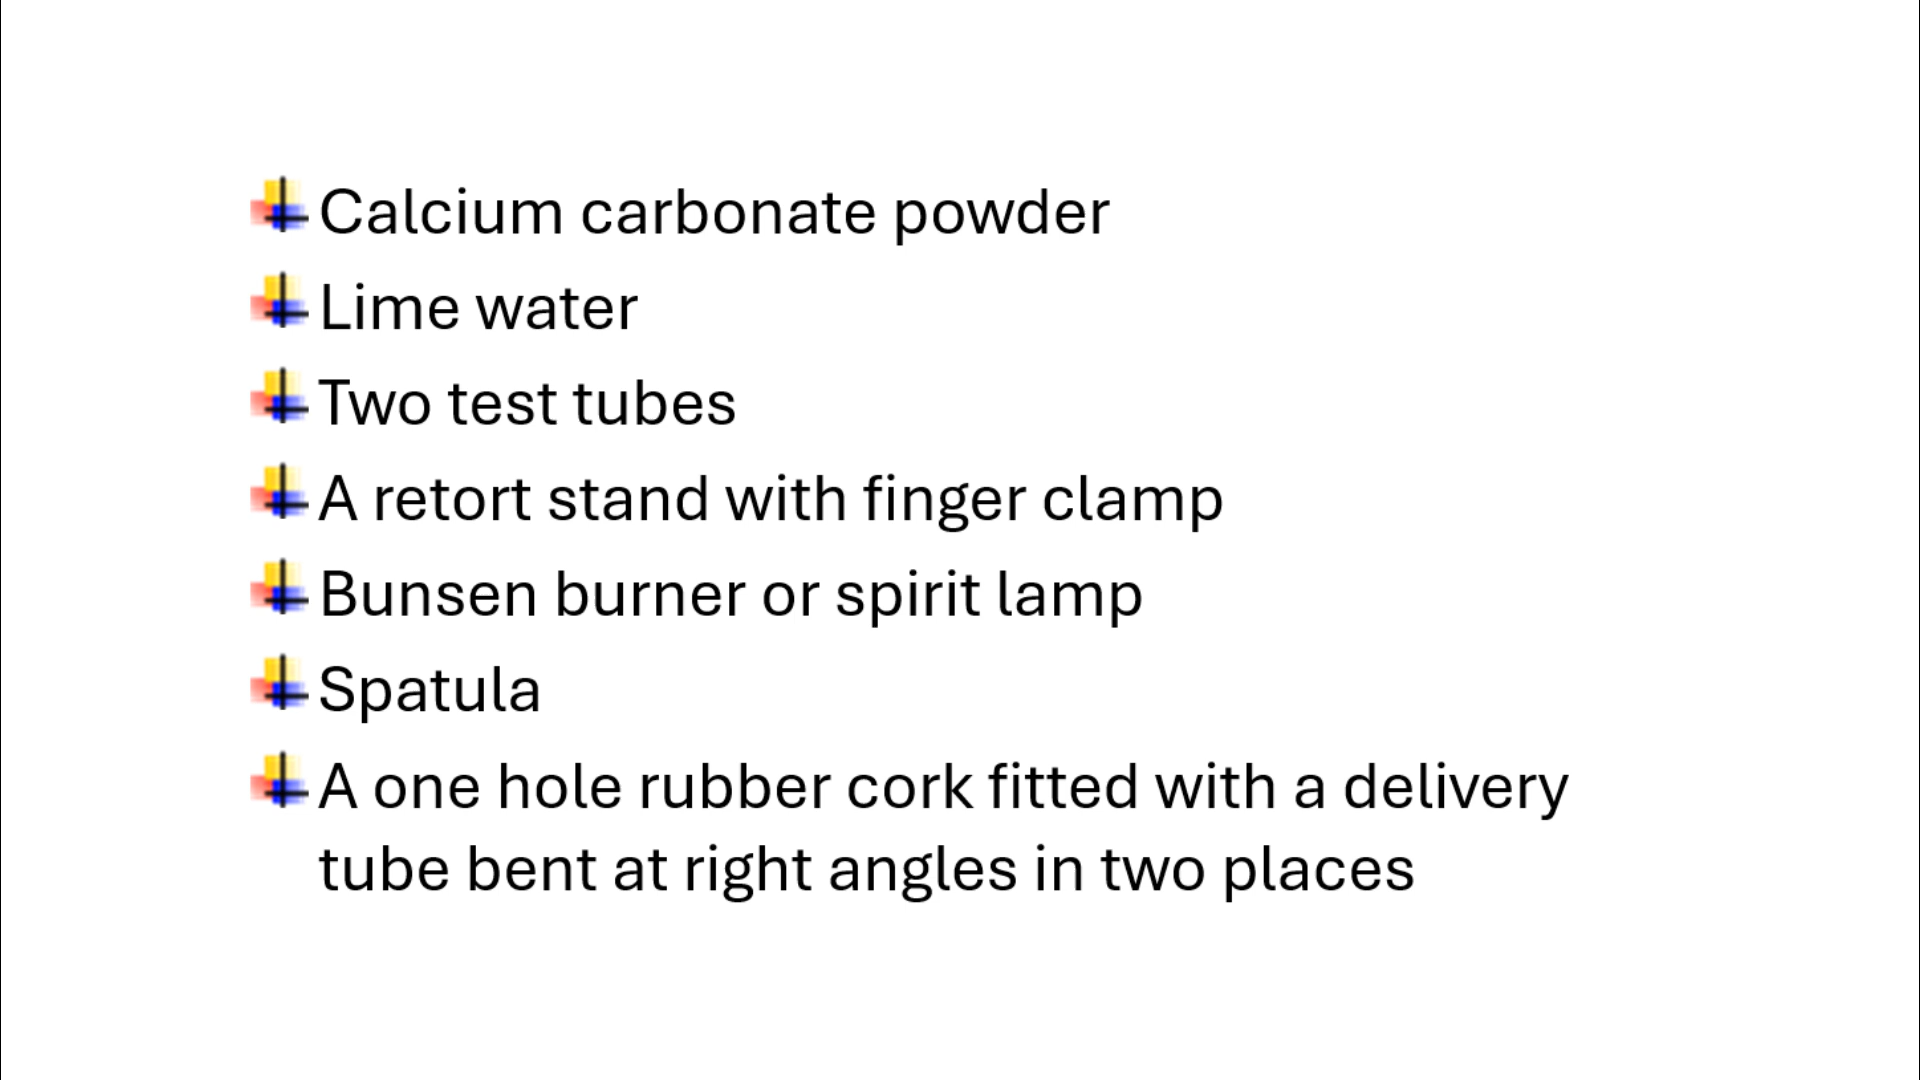 Calcium carbonate powder
Lime water
Two test tubes
A retort stand with finger clamp
Bunsen burner or spirit lamp
Spatula
A one hole rubber cork fitted with a delivery
tube bent at right angles in two places